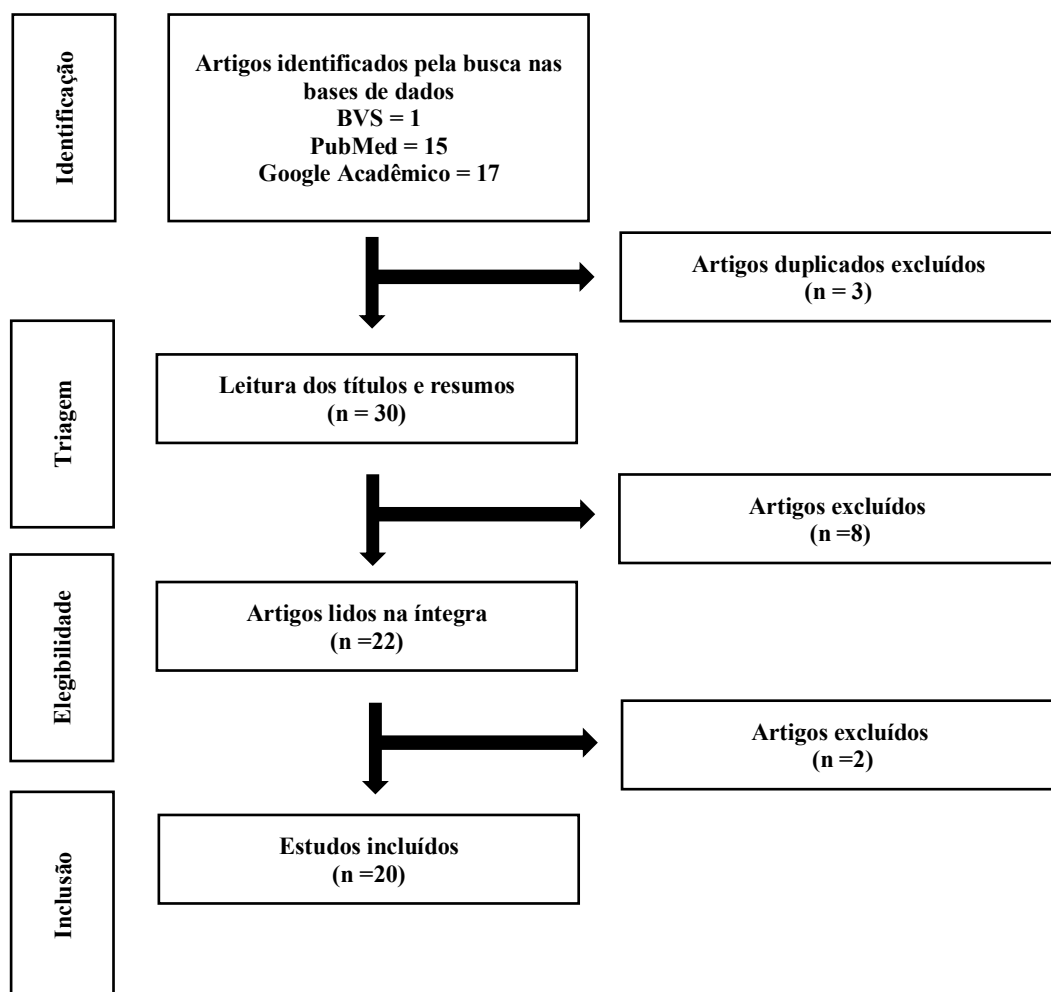 Identificação
Artigos identificados pela busca nas
bases de dados
BVS = 1
PubMed = 15
Google Acadêmico = 17
Artigos duplicados excluídos
(n = 3)
Triagem
Leitura dos títulos e resumos
(n = 30)
Artigos excluídos
(n =8)
Elegibilidade
Artigos lidos na íntegra
(n =22)
Artigos excluídos
(n =2)
Inclusão
Estudos incluídos
(n =20)